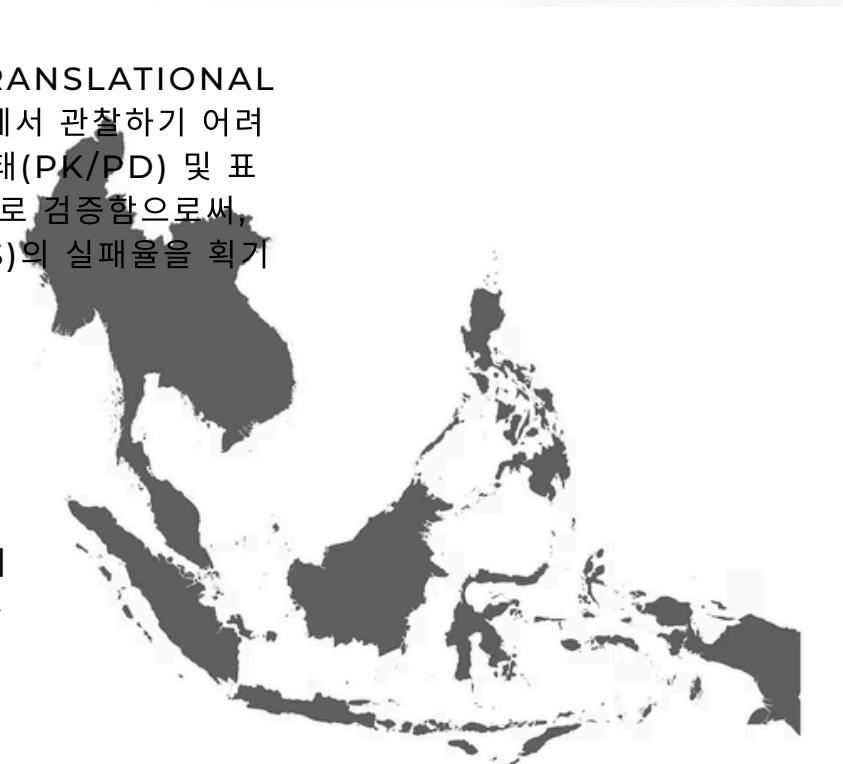 RANSLATIONAL
에서 관찰하기 어려
태(PK/PD) 및 표
로 검증함으로써,
S)의 실패율을 획기